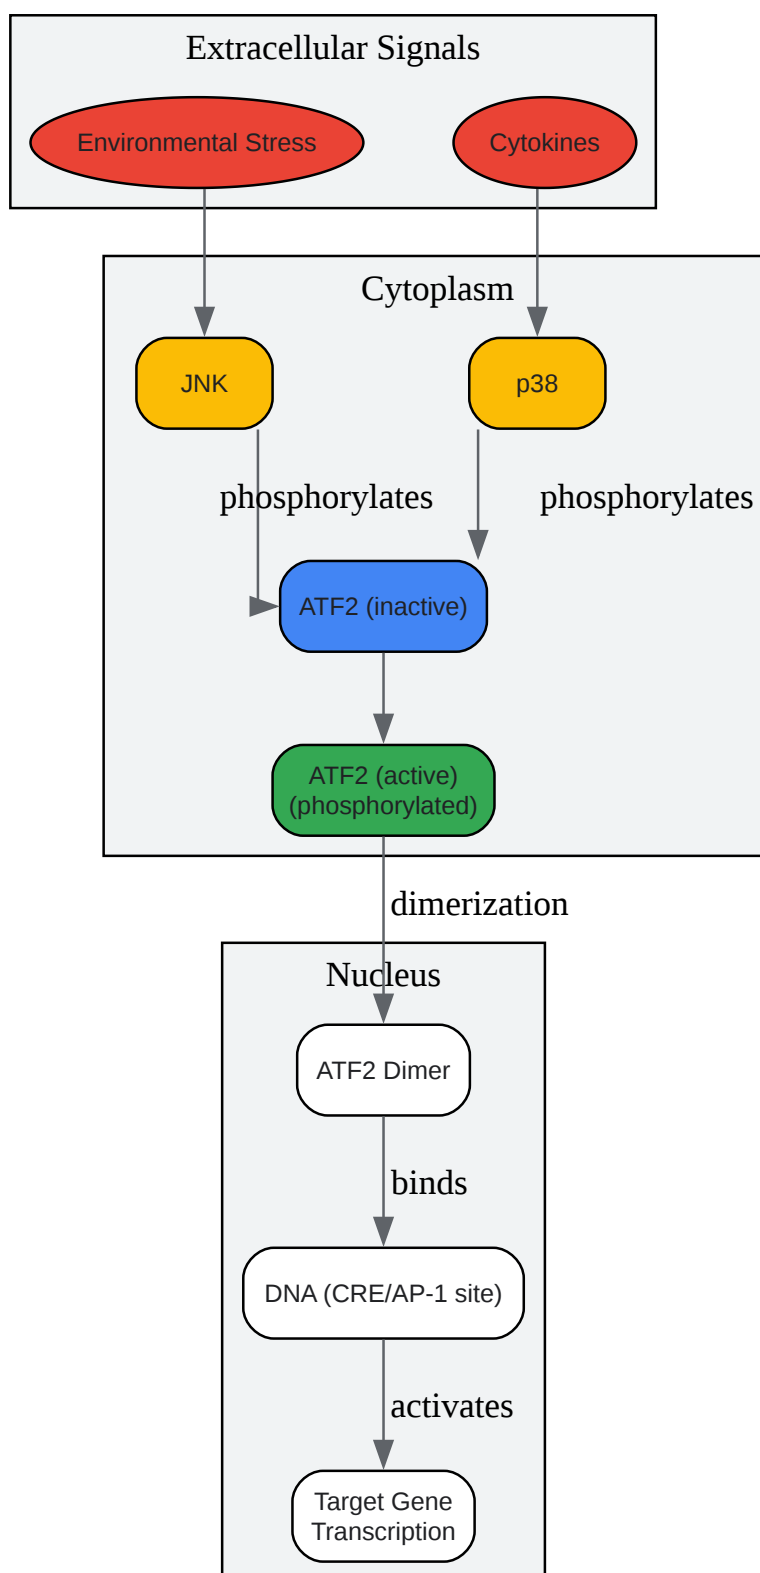 Extracellular Signals
Environmental Stress
Cytokines
Cytoplasm
JNK
p38
phosphorylates
phosphorylates
ATF2 (inactive)
ATF2 (active)
(phosphorylated)
dimerization
Nucleus
ATF2 Dimer
binds
DNA (CRE/AP-1 site)
activates
Target Gene
Transcription